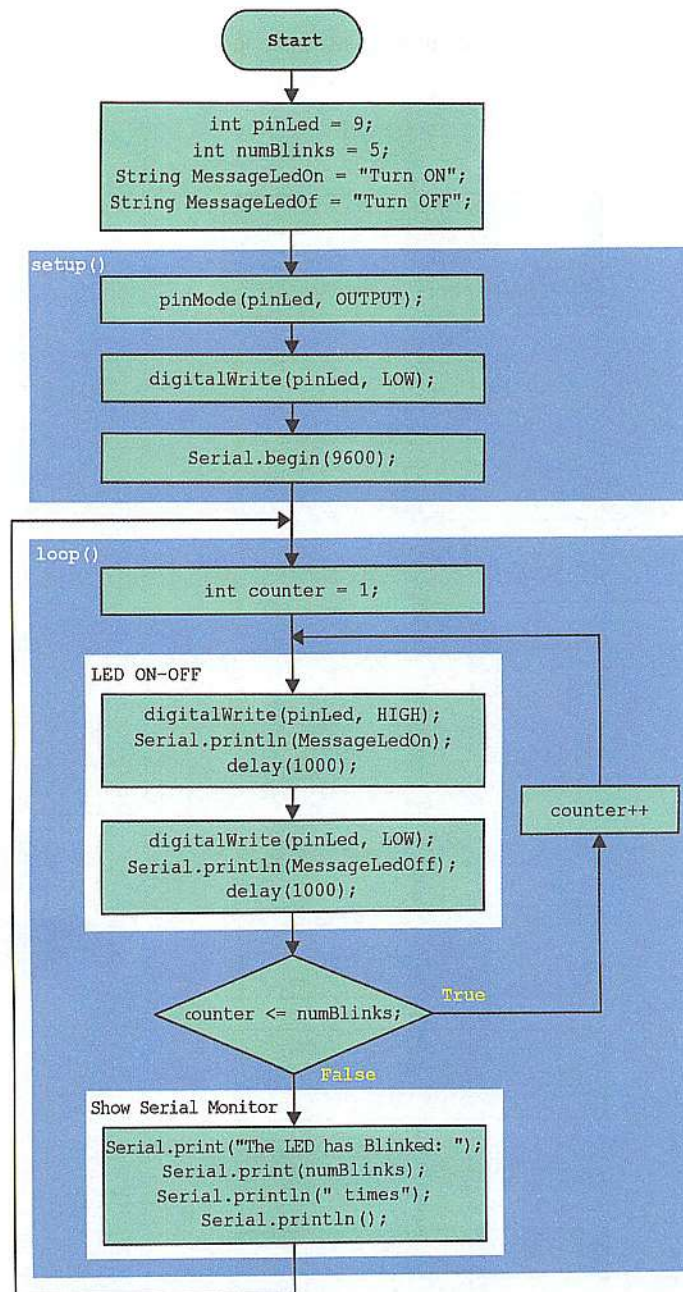 Start
int pinLed = 9;
int numBlinks = 5;
String MessageLedOn = "Turn ON";
String MessageLedOf = "Turn OFF";
setup()
pinMode(pinLed, OUTPUT);
digitalWrite(pinLed, LOW);
Serial.begin(9600);
loop()
int counter = 1;
LED ON-OFF
digitalWrite(pinLed, HIGH);
Serial.println(MessageLedOn);
delay(1000);
counter++
digitalWrite(pinLed, LOW);
Serial.println(MessageLedOff);
delay(1000);
counter <= numBlinks;
True
False
Show Serial Monitor
Serial.print("The LED has Blinked: ");
Serial.print(numBlinks);
Serial.println(" times");
Serial.println();